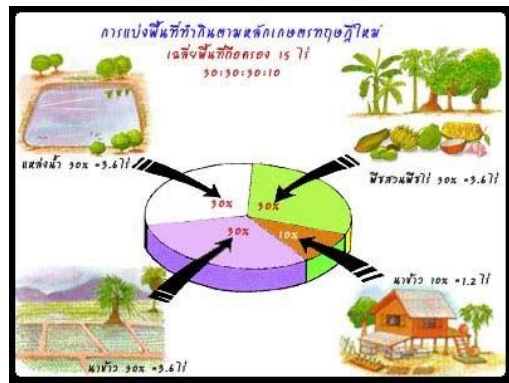 การแบ่งพื้นที่ทำกินตามหลักเกษตรทฤษฎีใหม่
เฉลี่ยพื้นที่ถือครอง 15 ไร่
30:30:30:10
แหล่งน้ำ 30% =3.6ไร่
พืชสวนพืชไร่ 30% =3.6ไร่
30%
30%
30%
10%
นาข้าว 10% =1.2 ไร่
นาข้าว 30% =3.6ไร่